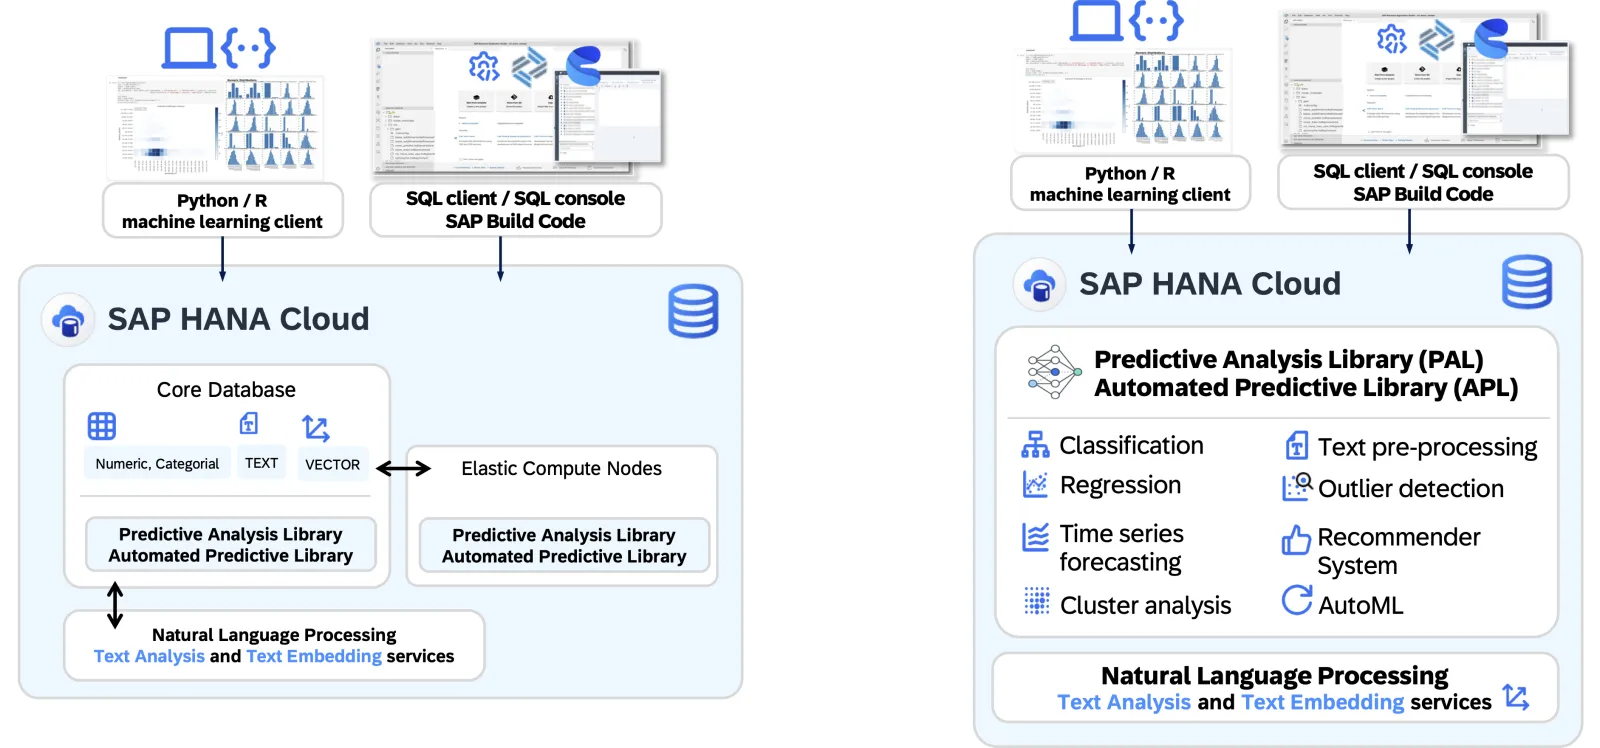 Python / R
machine learning client
SQL client / SQL console
SAP Build Code
SAP HANA Cloud
Core Database
Numeric, Categorial
TEXT
VECTOR
Predictive Analysis Library
Automated Predictive Library
Elastic Compute Nodes
Predictive Analysis Library
Automated Predictive Library
Natural Language Processing
Text Analysis and Text Embedding services
Python / R
machine learning client
SQL client / SQL console
SAP Build Code
SAP HANA Cloud
Predictive Analysis Library (PAL)
Automated Predictive Library (APL)
Classification
Regression
Time series
forecasting
Cluster analysis
Text pre-processing
Outlier detection
Recommender
System
AutoML
Natural Language Processing
Text Analysis and Text Embedding services